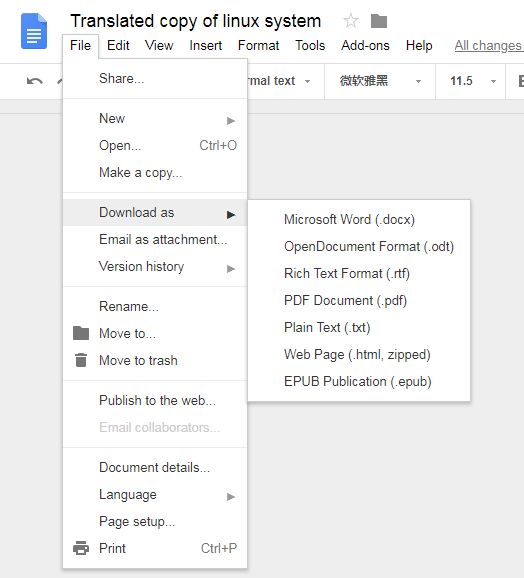 Translated copy of linux system
File Edit View Insert Format Tools Add-ons Help All changes
rmal text 微软雅黑 11.5
Share...
New
Open... Ctrl+O
Make a copy...
Download as
Email as attachment...
Version history
Rename...
Move to...
Move to trash
Publish to the web...
Email collaborators...
Document details...
Language
Page setup...
Print Ctrl+P
Microsoft Word (.docx)
OpenDocument Format (.odt)
Rich Text Format (.rtf)
PDF Document (.pdf)
Plain Text (.txt)
Web Page (.html, zipped)
EPUB Publication (.epub)